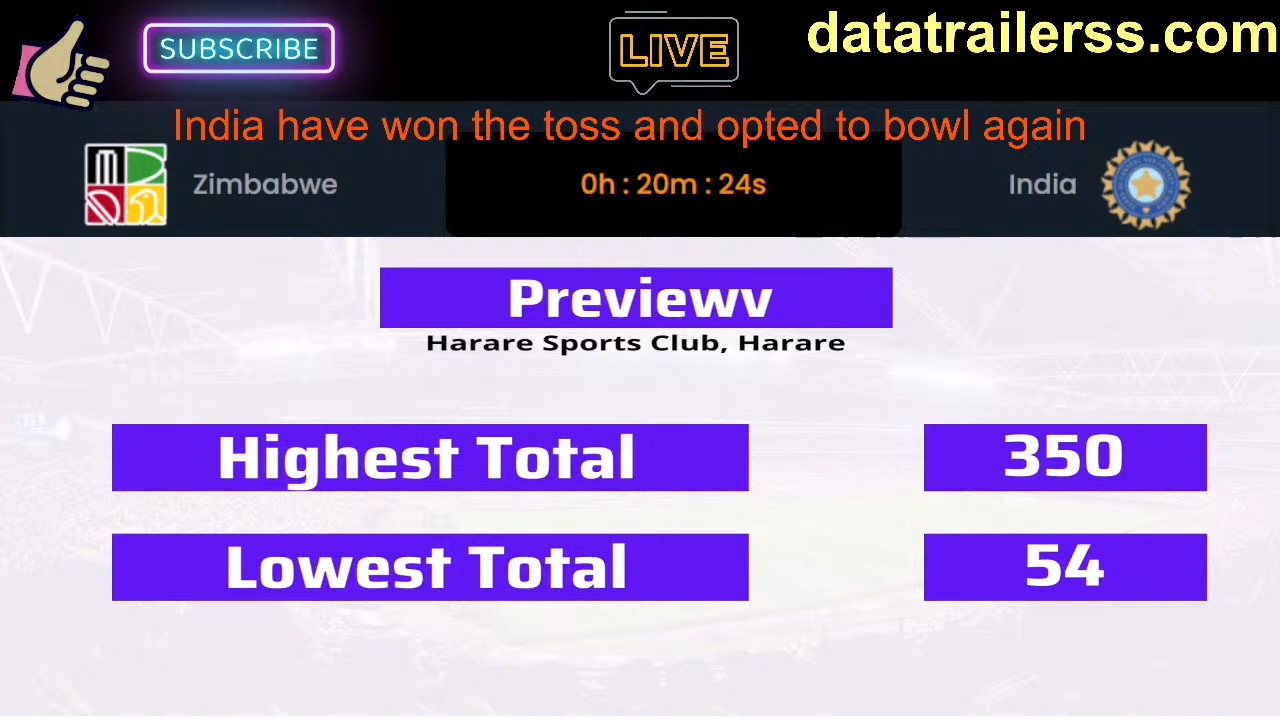 SUBSCRIBE
LIVE
datatrailerss.com
India have won the toss and opted to bowl again
Zimbabwe
0h : 20m : 24s
India
Previewv
Harare Sports Club, Harare
Highest Total
350
Lowest Total
54